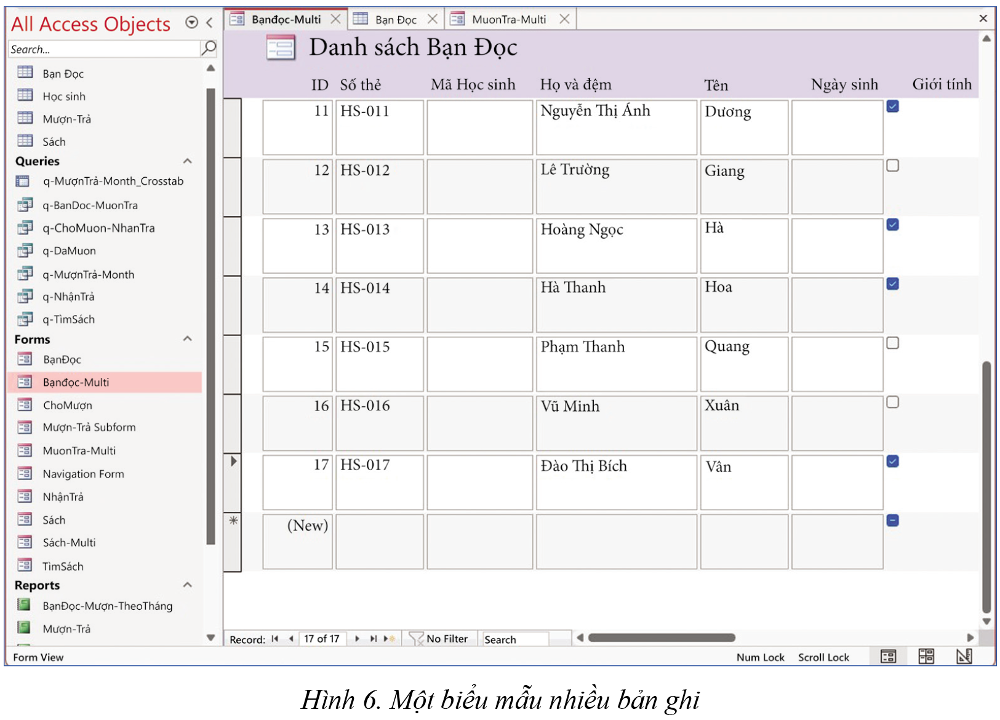 All Access Objects
Search...
Bạn Đọc
Học sinh
Mượn-Trả
Sách
Queries
q-MượnTrả-Month_Crosstab
q-BanDoc-MuonTra
q-ChoMuon-NhanTra
q-DaMuon
q-MượnTrả-Month
q-NhậnTrả
q-TìmSách
Forms
BạnĐọc
Bạnđọc-Multi
ChoMượn
Mượn-Trả Subform
MuonTra-Multi
Navigation Form
NhậnTrả
Sách
Sách-Multi
TìmSách
Reports
BạnĐọc-Mượn-TheoTháng
Mượn-Trả
Bạnđọc-Multi Bạn Đọc MuonTra-Multi
Danh sách Bạn Đọc
ID Số thẻ Mã Học sinh Họ và đệm Tên Ngày sinh Giới tính
11 HS-011 Nguyễn Thị Ánh Dương
12 HS-012 Lê Trường Giang
13 HS-013 Hoàng Ngọc Hà
14 HS-014 Hà Thanh Hoa
15 HS-015 Phạm Thanh Quang
16 HS-016 Vũ Minh Xuân
17 HS-017 Đào Thị Bích Vân
(New)
Record: 17 of 17 No Filter Search
Form View Num Lock Scroll Lock
Hình 6. Một biểu mẫu nhiều bản ghi